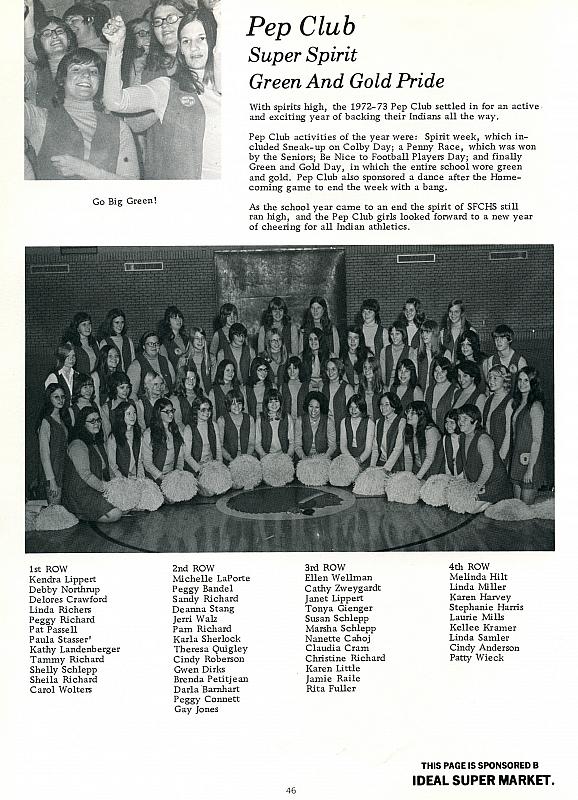 Pep Club
Super Spirit
Green And Gold Pride
With spirits high, the 1972-73 Pep Club settled in for an active
and exciting year of backing their Indians all the way.
Pep Club activities of the year were: Spirit week, which in-
cluded Sneak-up on Colby Day; a Penny Race, which was won
by the Seniors; Be Nice to Football Players Day; and finally
Green and Gold Day, in which the entire school wore green
and gold. Pep Club also sponsored a dance after the Home-
coming game to end the week with a bang.
As the school year came to an end the spirit of SFCHS still
ran high, and the Pep Club girls looked forward to a new year
of cheering for all Indian athletics.
Go Big Green!
1st ROW
Kendra Lippert
Debby Northrup
Delores Crawford
Linda Richers
Peggy Richard
Pat Passell
Paula Stasser'
Kathy Landenberger
Tammy Richard
Shelly Schlepp
Sheila Richard
Carol Wolters
2nd ROW
Michelle LaPorte
Peggy Bandel
Sandy Richard
Deanna Stang
Jerri Walz
Pam Richard
Karla Sherlock
Theresa Quigley
Cindy Roberson
Gwen Dirks
Brenda Petitjean
Darla Barnhart
Peggy Connett
Gay Jones
3rd ROW
Ellen Wellman
Cathy Zweygardt
Janet Lippert
Tonya Gienger
Susan Schlepp
Marsha Schlepp
Nanette Cahoj
Claudia Cram
Christine Richard
Karen Little
Jamie Raile
Rita Fuller
4th ROW
Melinda Hilt
Linda Miller
Karen Harvey
Stephanie Harris
Laurie Mills
Kellee Kramer
Linda Samler
Cindy Anderson
Patty Wieck
THIS PAGE IS SPONSORED B
IDEAL SUPER MARKET.
46